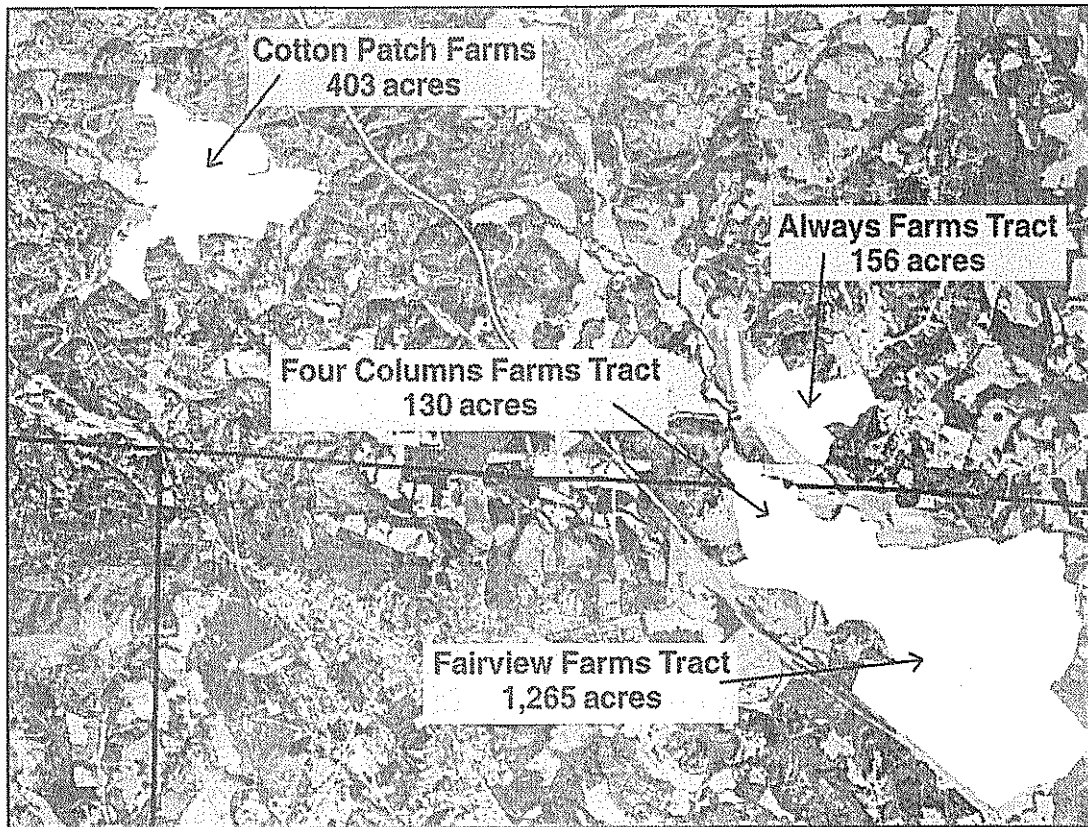 Cotton Patch Farms
403 acres
Always Farms Tract
156 acres
Four Columns Farms Tract
130 acres
Fairview Farms Tract
1,265 acres